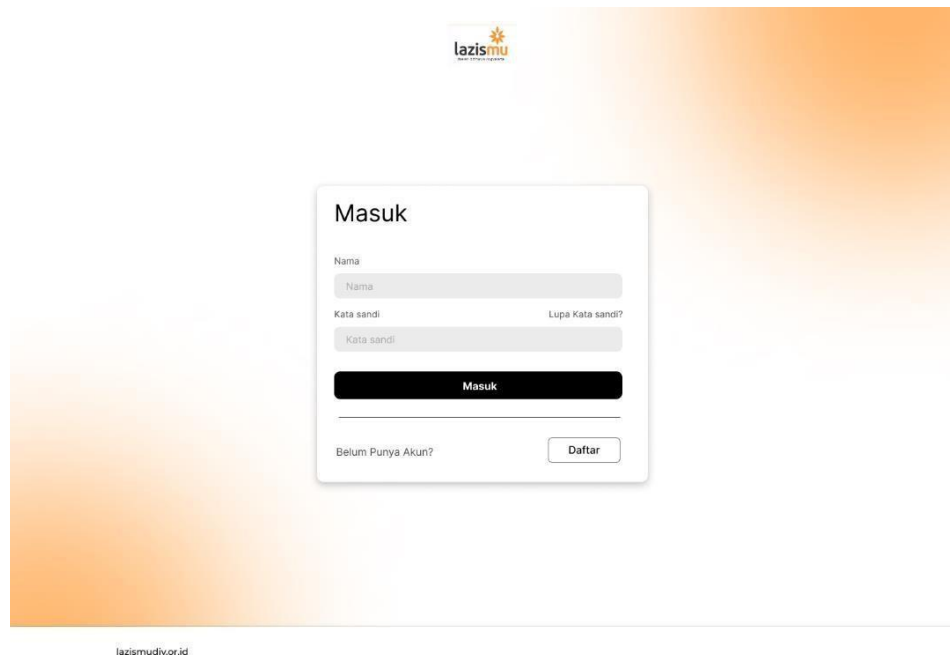 lazismu
Masuk
Nama
Nama
Kata sandi Lupa Kata sandi?
Kata sandi
Masuk
Belum Punya Akun? Daftar
lazismudiy.or.id